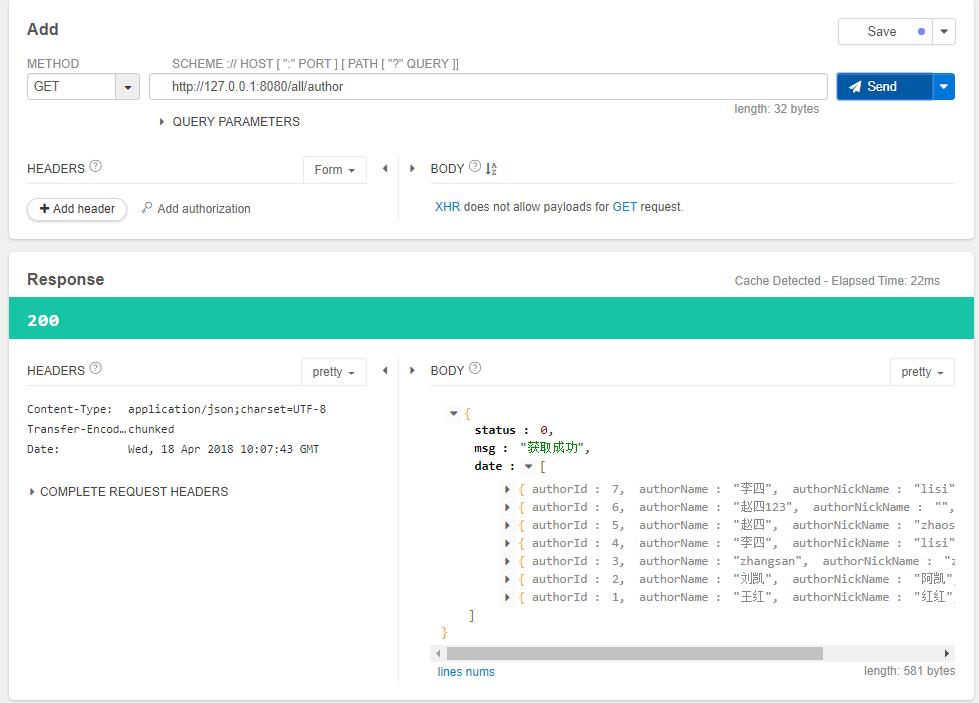 Add
Save
METHOD
SCHEME :// HOST [ ":" PORT ] [ PATH [ "?" QUERY ]]
GET
http://127.0.0.1:8080/all/author
Send
length: 32 bytes
QUERY PARAMETERS
HEADERS ?
Form
BODY ?
+ Add header
Add authorization
XHR does not allow payloads for GET request.
Response
Cache Detected - Elapsed Time: 22ms
200
HEADERS ?
pretty
BODY ?
pretty
Content-Type: application/json;charset=UTF-8
Transfer-Encod… chunked
Date: Wed, 18 Apr 2018 10:07:43 GMT
COMPLETE REQUEST HEADERS
{
status : 0,
msg : "获取成功",
date : [
{ authorId : 7, authorName : "李四", authorNickName : "lisi"
{ authorId : 6, authorName : "赵四123", authorNickName : "",
{ authorId : 5, authorName : "赵四", authorNickName : "zhaos
{ authorId : 4, authorName : "李四", authorNickName : "lisi"
{ authorId : 3, authorName : "zhangsan", authorNickName : "z
{ authorId : 2, authorName : "刘凯", authorNickName : "阿凯",
{ authorId : 1, authorName : "王红", authorNickName : "红红",
]
}
lines nums
length: 581 bytes